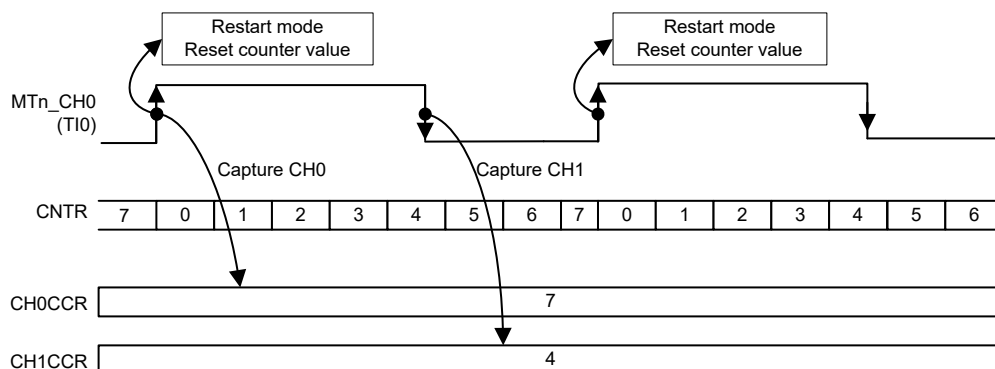 Restart mode
Reset counter value
Restart mode
Reset counter value
MTn_CH0
(TI0)
Capture CH0
Capture CH1
CNTR 7 0 1 2 3 4 5 6 7 0 1 2 3 4 5 6
CH0CCR 7
CH1CCR 4